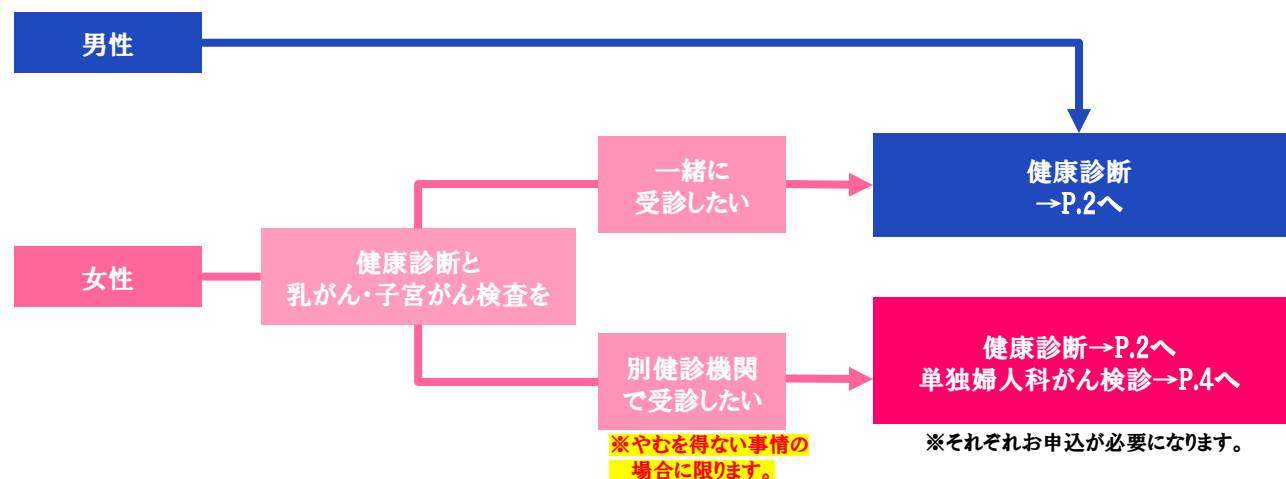 男性
一緒に
受診したい
健康診断
→P.2へ
女性
健康診断と
乳がん・子宮がん検査を
別健診機関
で受診したい
※やむを得ない事情の
場合に限ります。
健康診断→P.2へ
単独婦人科がん検診→P.4へ
※それぞれお申込が必要になります。